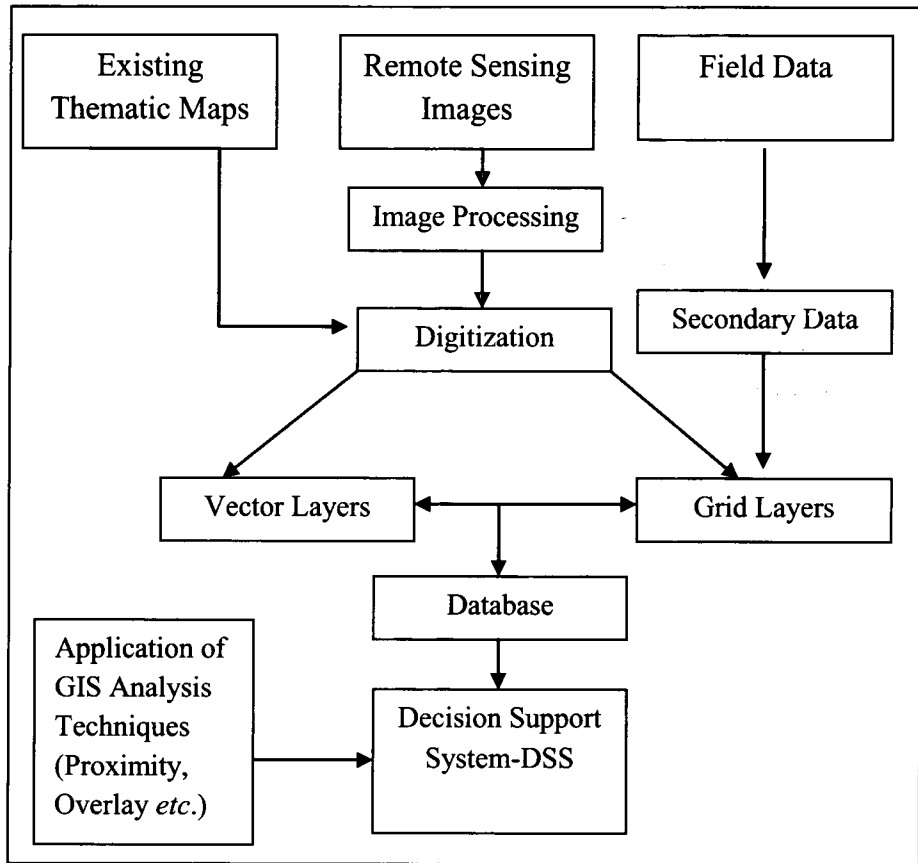 Existing
Thematic Maps
Remote Sensing
Images
Field Data
Image Processing
Digitization
Secondary Data
Vector Layers
Grid Layers
Database
Application of
GIS Analysis
Techniques
(Proximity,
Overlay etc.)
Decision Support
System-DSS